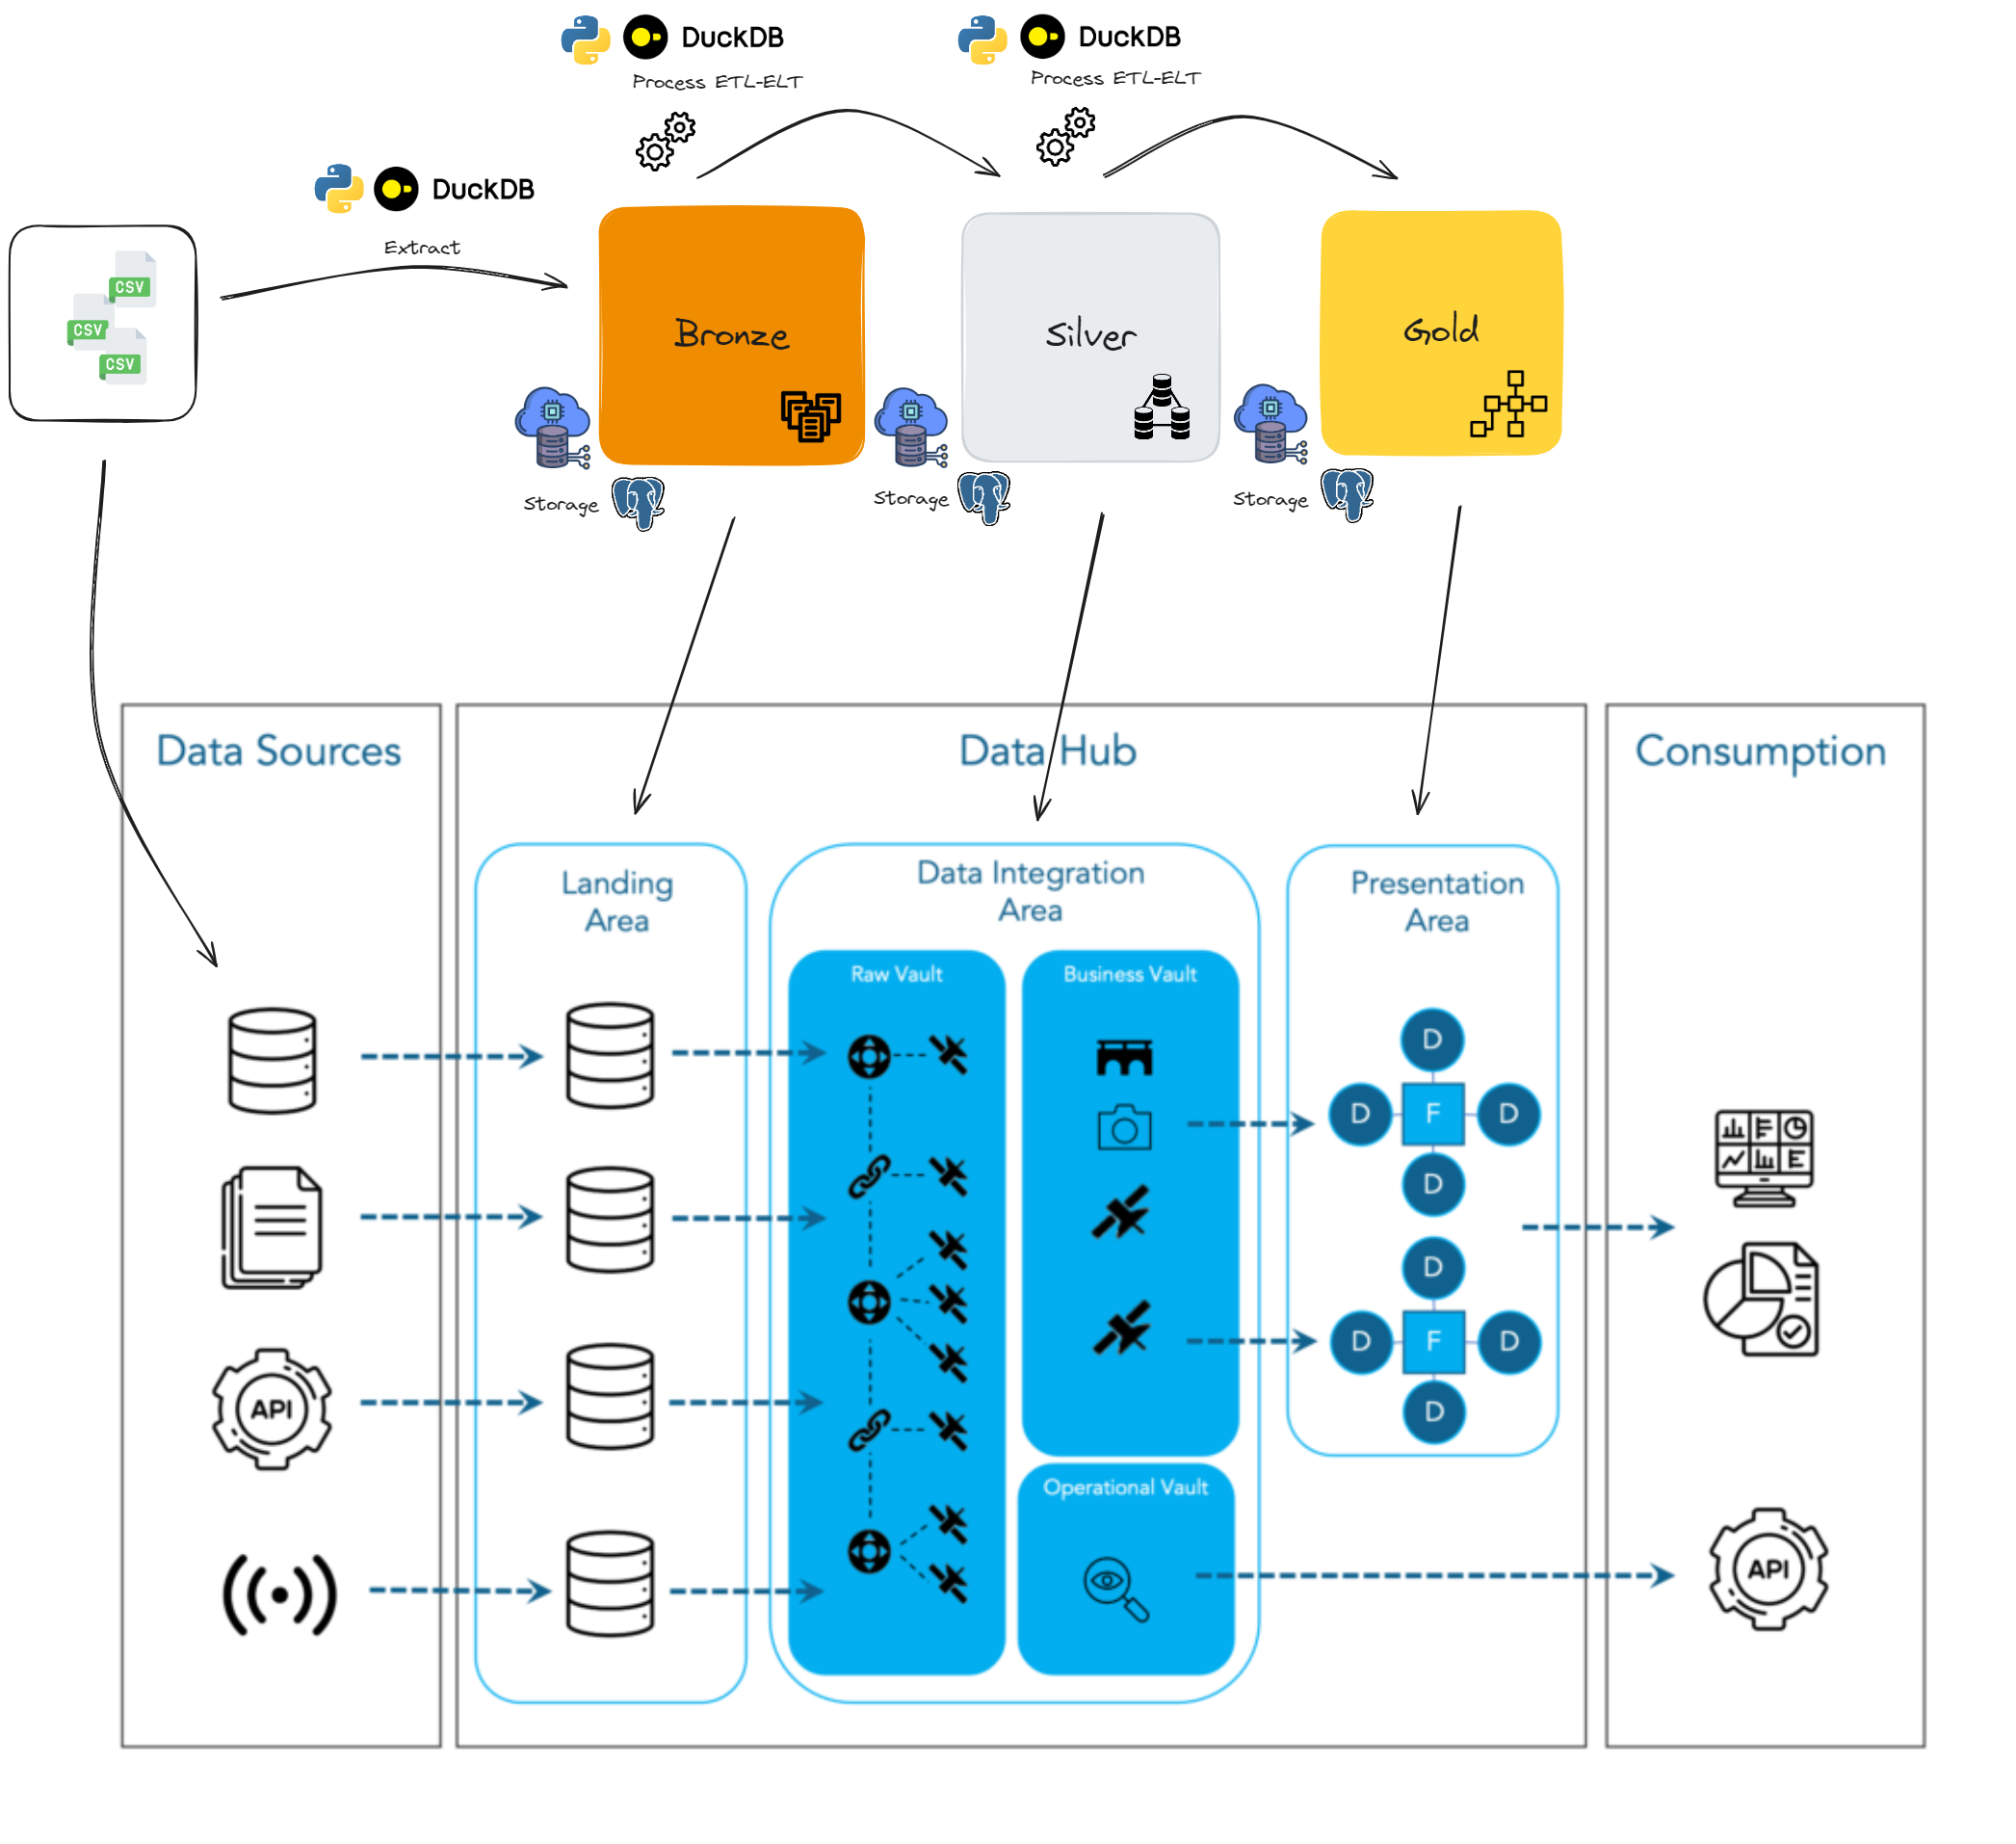 DuckDB
Process ETL-ELT
DuckDB
Process ETL-ELT
DuckDB
Extract
CSV
CSV
CSV
Bronze
Silver
Gold
Storage
Storage
Storage
Data Sources
Data Hub
Consumption
Landing
Area
Data Integration
Area
Presentation
Area
Raw Vault
Business Vault
D
D F D
D
D
D F D
D
API
Operational Vault
API